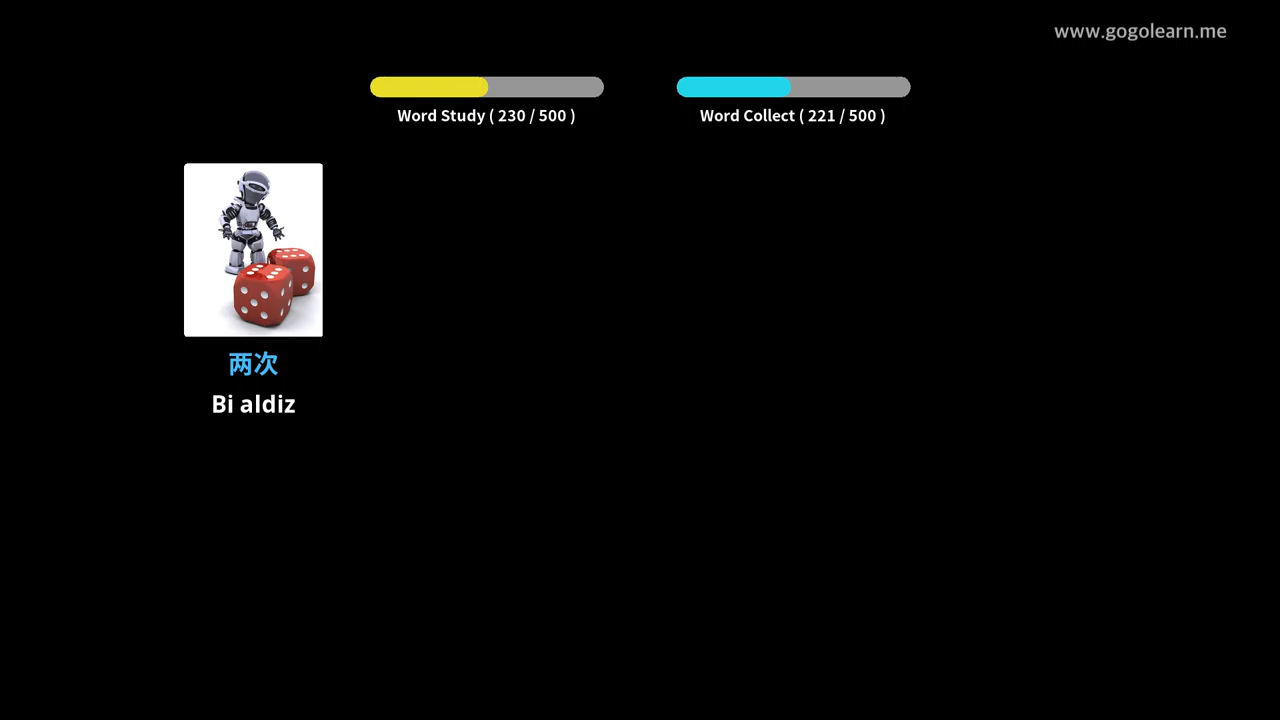 www.gogolearn.me
Word Study ( 230 / 500 )
Word Collect ( 221 / 500 )
两次
Bi aldiz